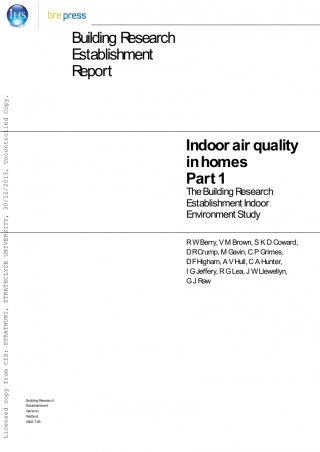 IHS
bre press
Building Research
Establishment
Report
Indoor air quality
in homes
Part 1
The Building Research
Establishment Indoor
Environment Study
R W Berry, V M Brown, S K D Coward,
D R Crump, M Gavin, C P Grimes,
D F Higham, A V Hull, C A Hunter,
I G Jeffery, R G Lea, J W Llewellyn,
G J Raw
Building Research
Establishment
Garston
Watford
WD2 7JR
Licensed copy from CIS: STRATHUNI, STRATHCLYDE UNIVERSITY, 30/12/2013, Uncontrolled Copy.